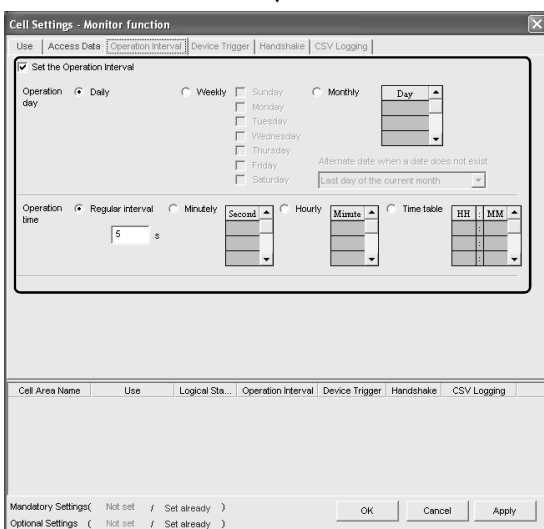 Cell Settings - Monitor function
Use Access Data Operation Interval Device Trigger Handshake CSV Logging
Set the Operation Interval
Operation day Daily Weekly Sunday Monthly Day
Monday
Tuesday
Wednesday
Thursday
Friday Alternate date when a date does not exist
Saturday Last day of the current month
Operation time Regular interval Minutely Second Hourly Minute Time table HH : MM
5 s :
:
:
Cell Area Name Use Logical Sta... Operation Interval Device Trigger Handshake CSV Logging
Mandatory Settings( Not set / Set already ) OK Cancel Apply
Optional Settings ( Not set / Set already )